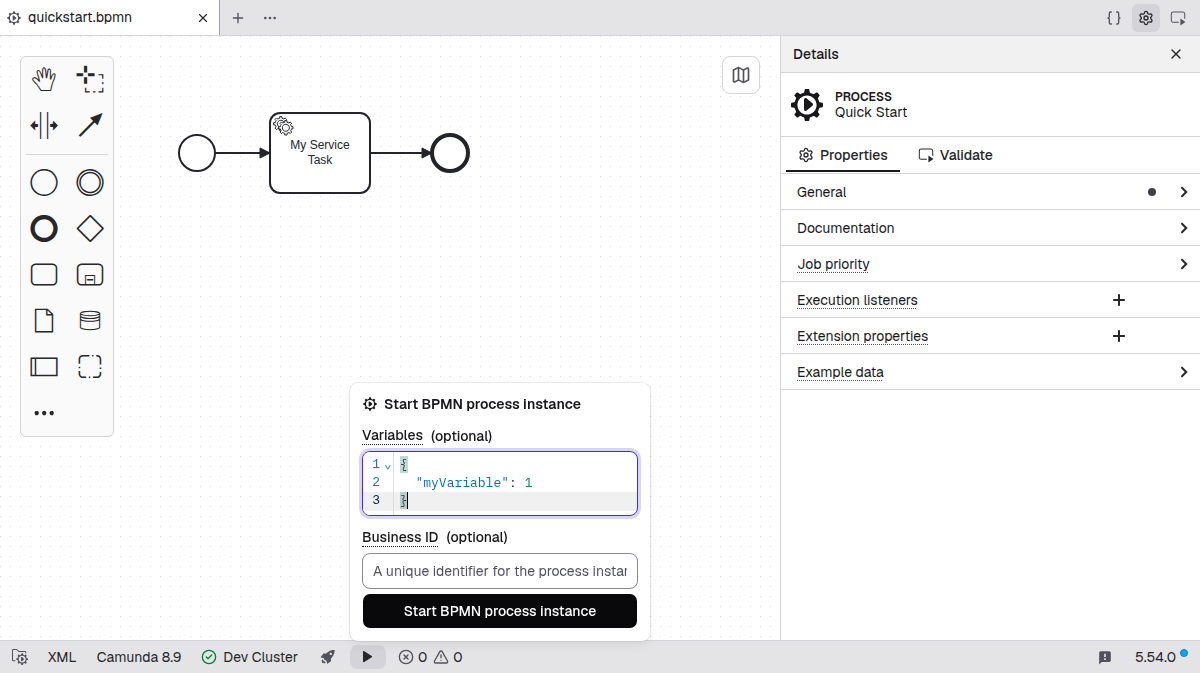 quickstart.bpmn
Details
PROCESS
Quick Start
Properties
Validate
General
Documentation
Job priority
Execution listeners
Extension properties
Example data
My Service
Task
Start BPMN process instance
Variables (optional)
1 {
2 "myVariable": 1
3 }
Business ID (optional)
A unique identifier for the process instan
Start BPMN process instance
XML
Camunda 8.9
Dev Cluster
0
0
5.54.0